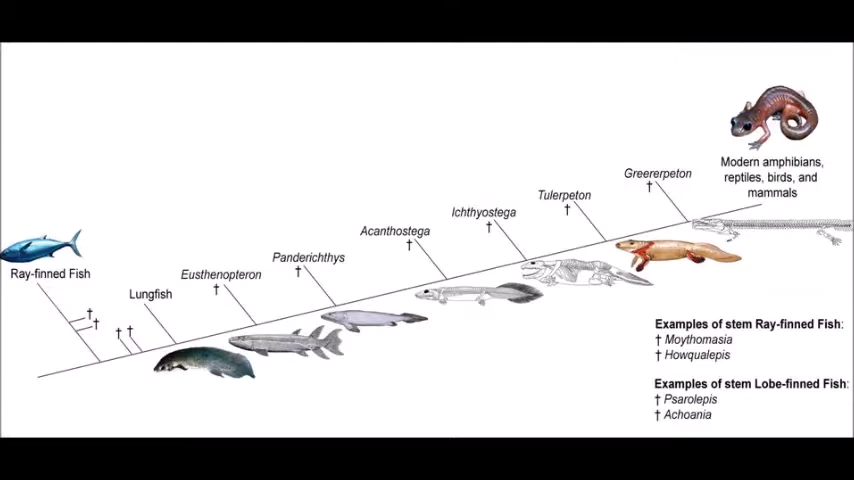 Modern amphibians,
reptiles, birds, and
mammals
Greererpeton
†
Tulerpeton
†
Ichthyostega
†
Acanthostega
†
Panderichthys
†
Eusthenopteron
†
Lungfish
† †
Ray-finned Fish
†
†
Examples of stem Ray-finned Fish:
† Moythomasia
† Howqualepis
Examples of stem Lobe-finned Fish:
† Psarolepis
† Achoania